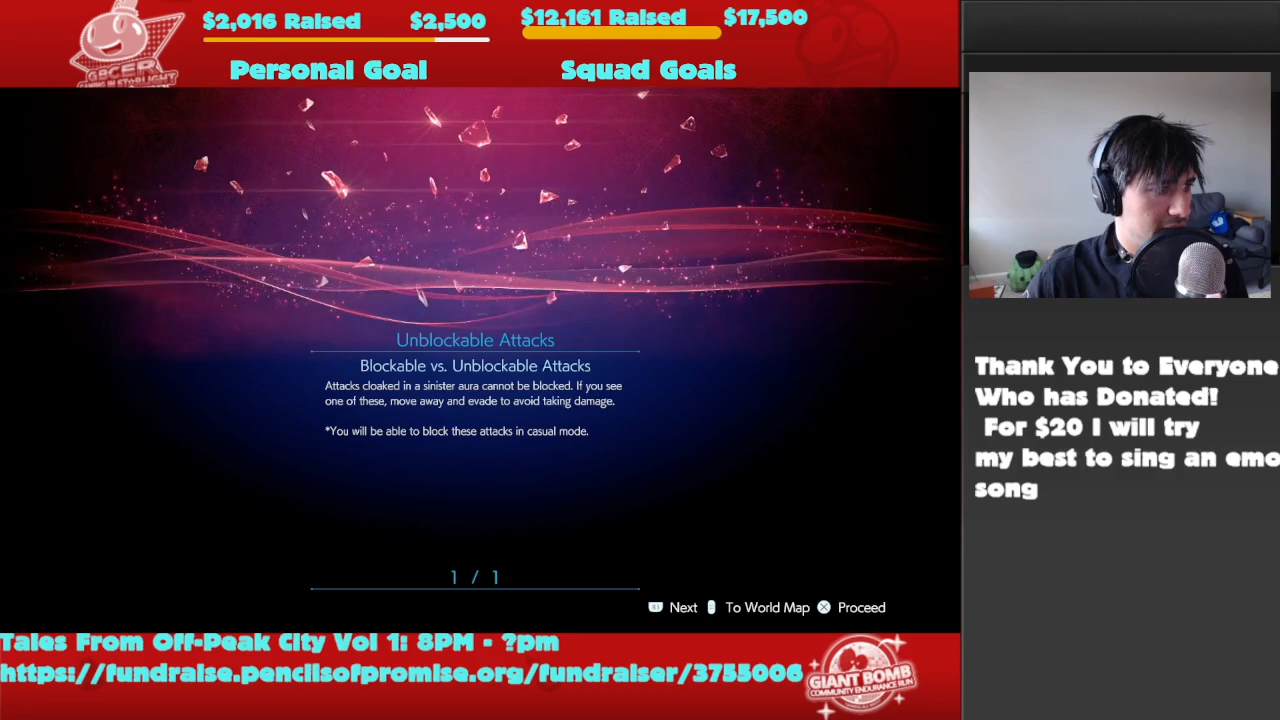 $2,016 Raised $2,500 $12,161 Raised $17,500
Personal Goal Squad Goals
GBCER
GAMING IN STARLIGHT
Unblockable Attacks
Blockable vs. Unblockable Attacks
Attacks cloaked in a sinister aura cannot be blocked. If you see
one of these, move away and evade to avoid taking damage.
*You will be able to block these attacks in casual mode.
1 / 1
Next To World Map Proceed
Thank You to Everyone
Who has Donated!
For $20 I will try
my best to sing an emo
song
Tales From Off-Peak City Vol 1: 8PM - ?pm
https://fundraise.pencilsofpromise.org/fundraiser/3755006
GIANT BOMB
COMMUNITY ENDURANCE RUN